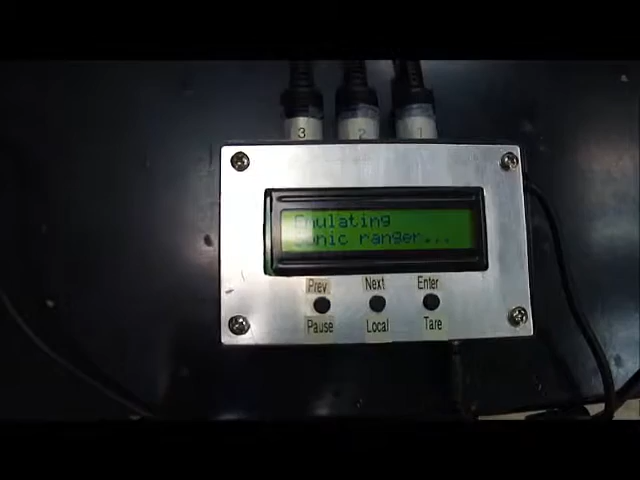 3 2 1
Emulating
sonic ranger...
Prev Next Enter
Pause Local Tare